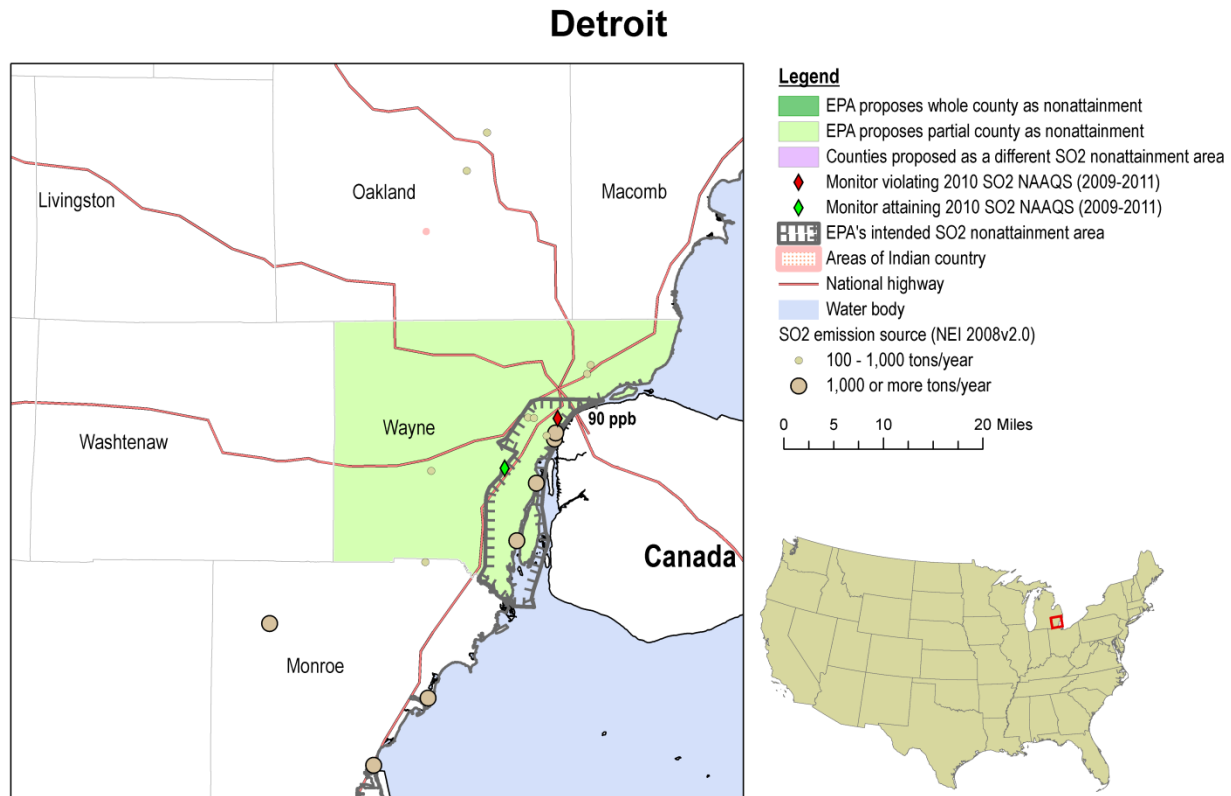 Detroit
Livingston
Oakland
Macomb
Washtenaw
Wayne
90 ppb
Canada
Monroe
Legend
EPA proposes whole county as nonattainment
EPA proposes partial county as nonattainment
Counties proposed as a different SO2 nonattainment area
Monitor violating 2010 SO2 NAAQS (2009-2011)
Monitor attaining 2010 SO2 NAAQS (2009-2011)
EPA's intended SO2 nonattainment area
Areas of Indian country
National highway
Water body
SO2 emission source (NEI 2008v2.0)
100 - 1,000 tons/year
1,000 or more tons/year
0 5 10 20 Miles